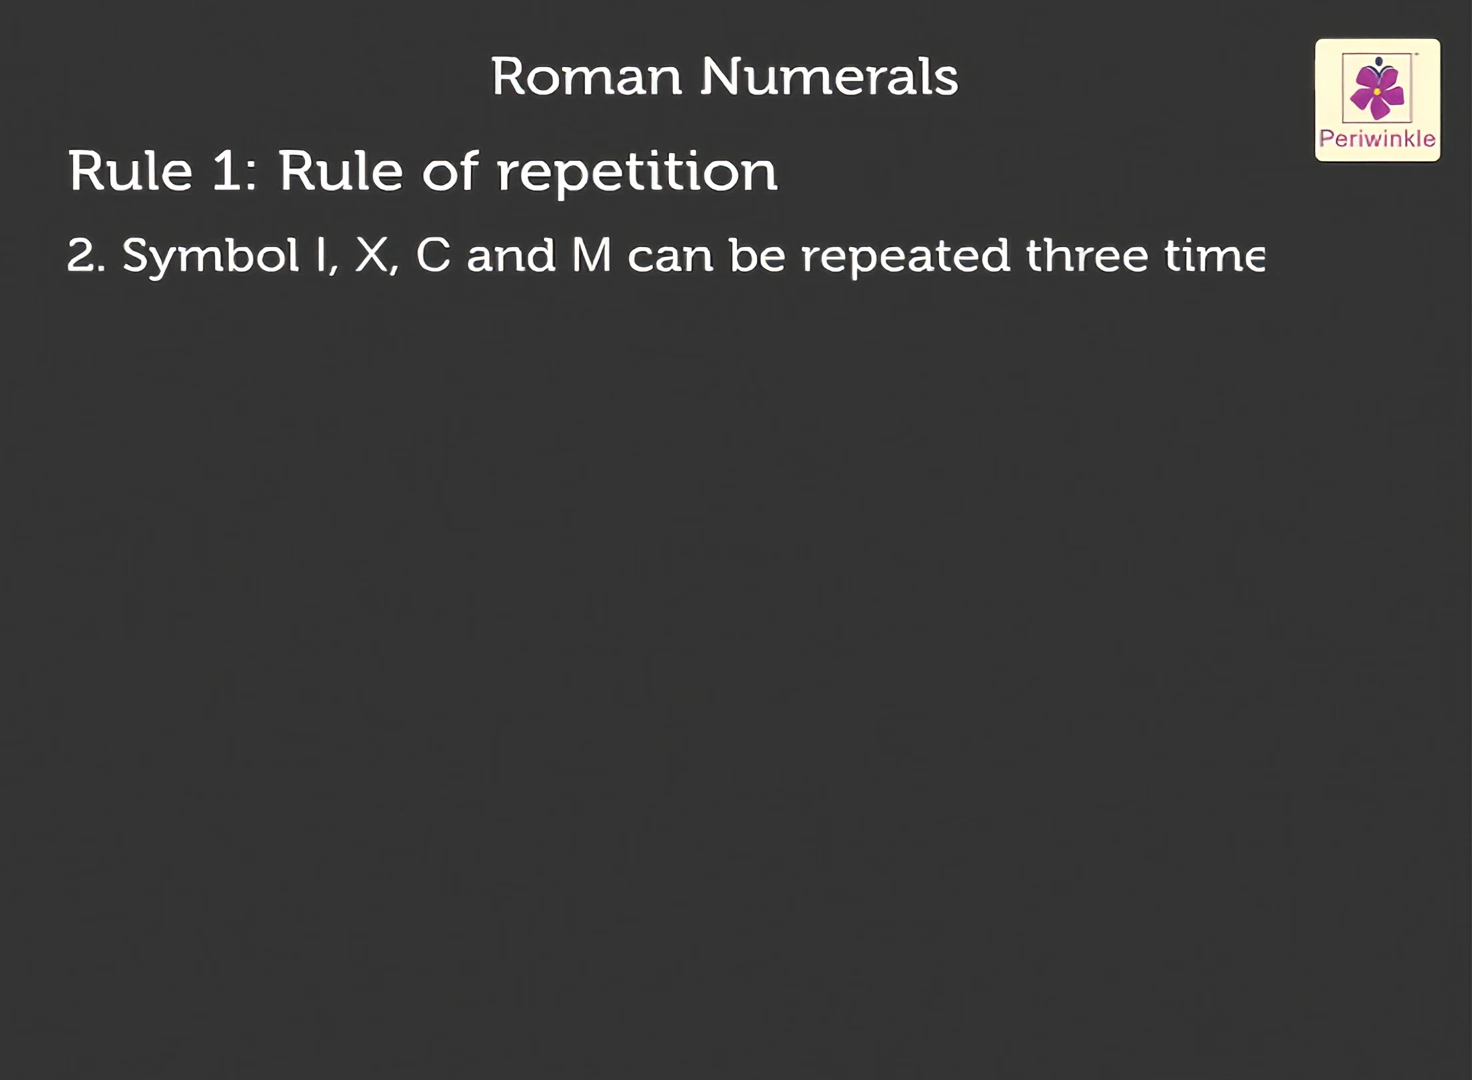 Roman Numerals
Periwinkle
Rule 1: Rule of repetition
2. Symbol I, X, C and M can be repeated three time